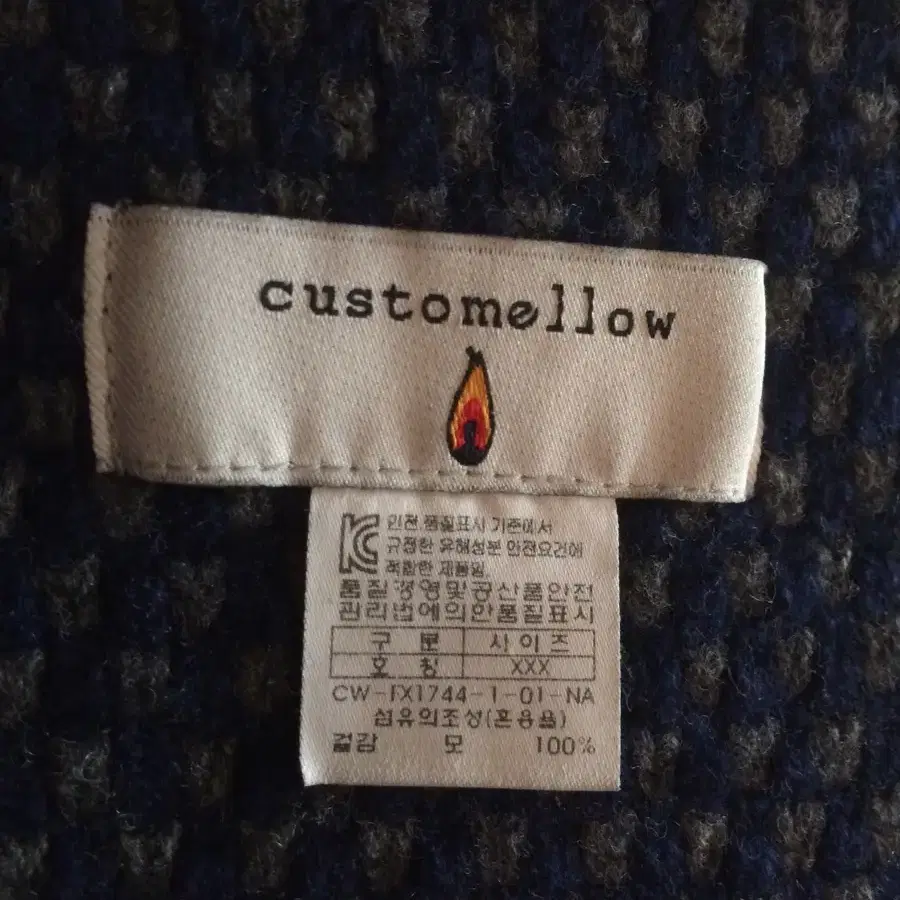 customellow
안전.품질표시 기준에서
규정한 유해성분 안전요건에
적합한 제품임.
품질경영및공산품안전
관리법에의한품질표시
구 분 사 이 즈
호 칭 XXX
CW-FX1744-1-01-NA
섬유의조성(혼용율)
겉감 모 100%